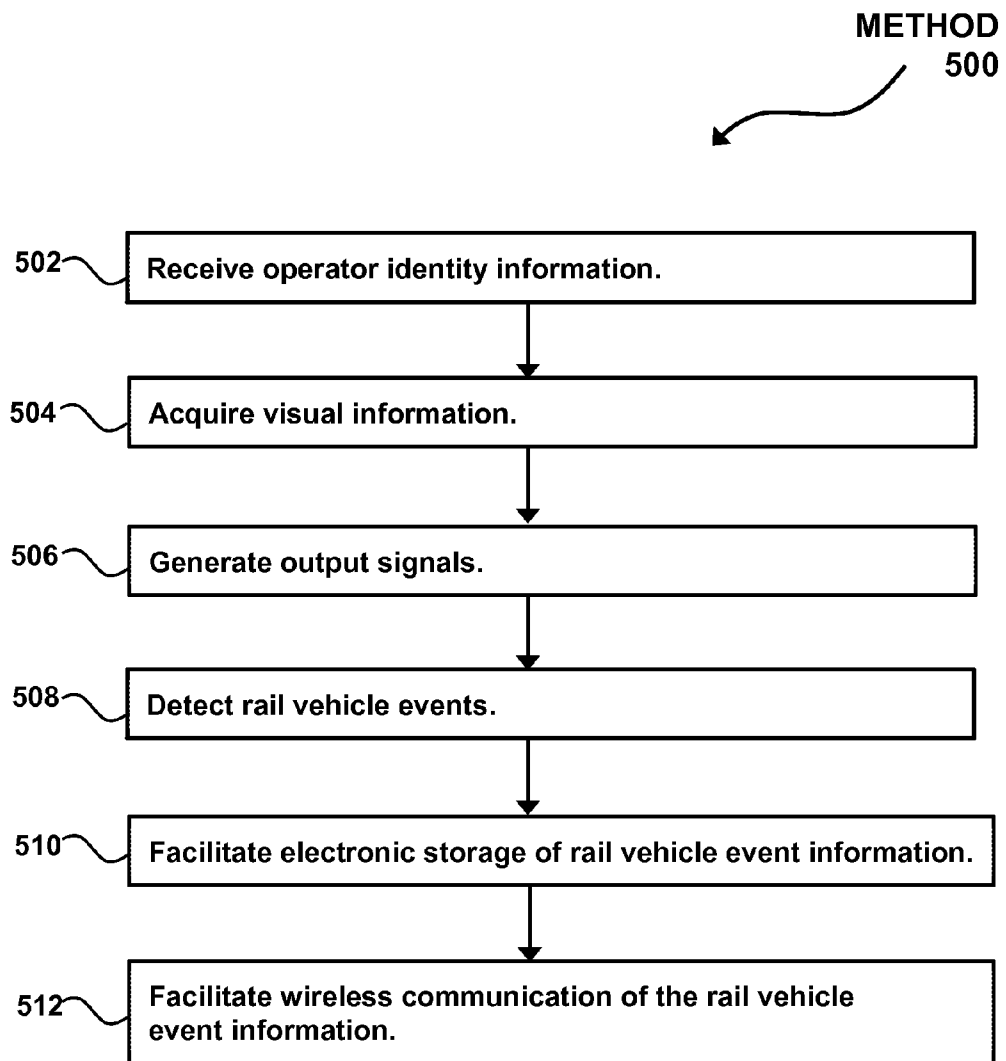 METHOD
500
502
Receive operator identity information.
504
Acquire visual information.
506
Generate output signals.
508
Detect rail vehicle events.
510
Facilitate electronic storage of rail vehicle event information.
512
Facilitate wireless communication of the rail vehicle
event information.